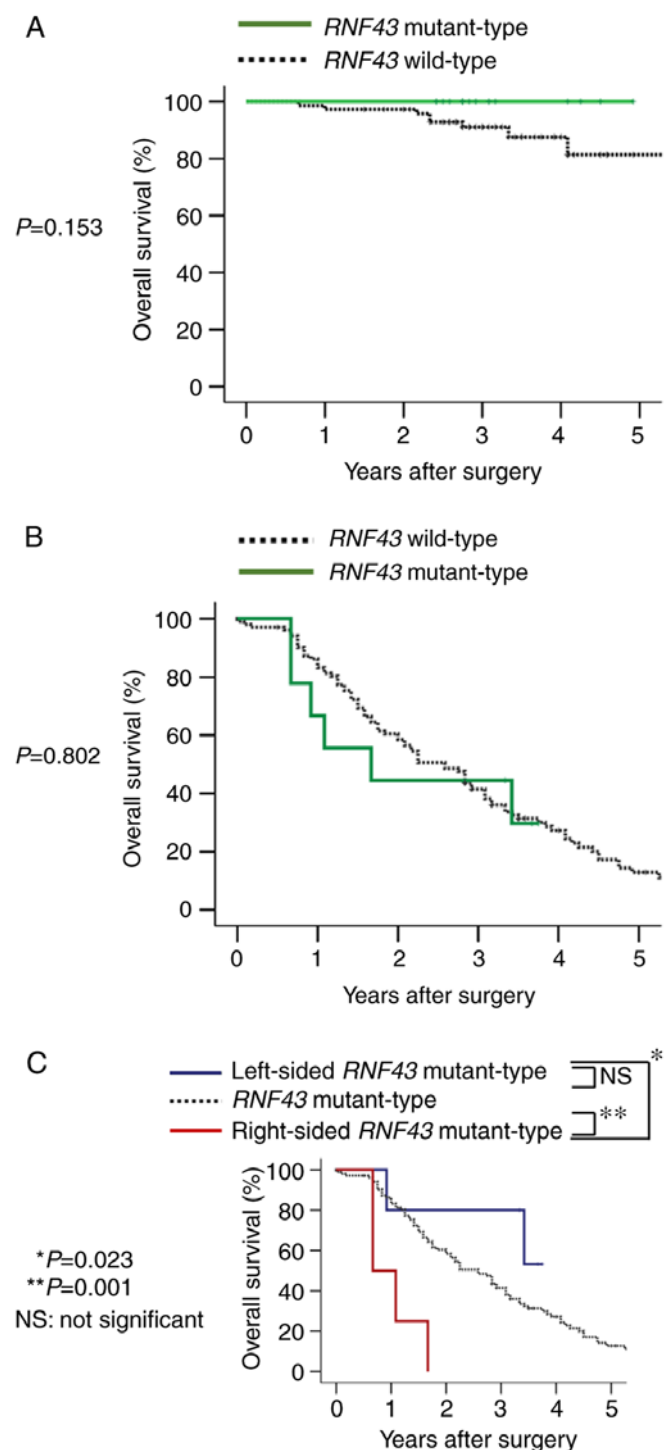 A
RNF43 mutant-type
RNF43 wild-type
100
80
60
40
20
0
Overall survival (%)
P=0.153
0 1 2 3 4 5
Years after surgery
B
RNF43 wild-type
RNF43 mutant-type
100
80
60
40
20
0
Overall survival (%)
P=0.802
0 1 2 3 4 5
Years after surgery
C
Left-sided RNF43 mutant-type
RNF43 mutant-type
Right-sided RNF43 mutant-type
*
NS
**
100
80
60
40
20
0
Overall survival (%)
*P=0.023
**P=0.001
NS: not significant
0 1 2 3 4 5
Years after surgery